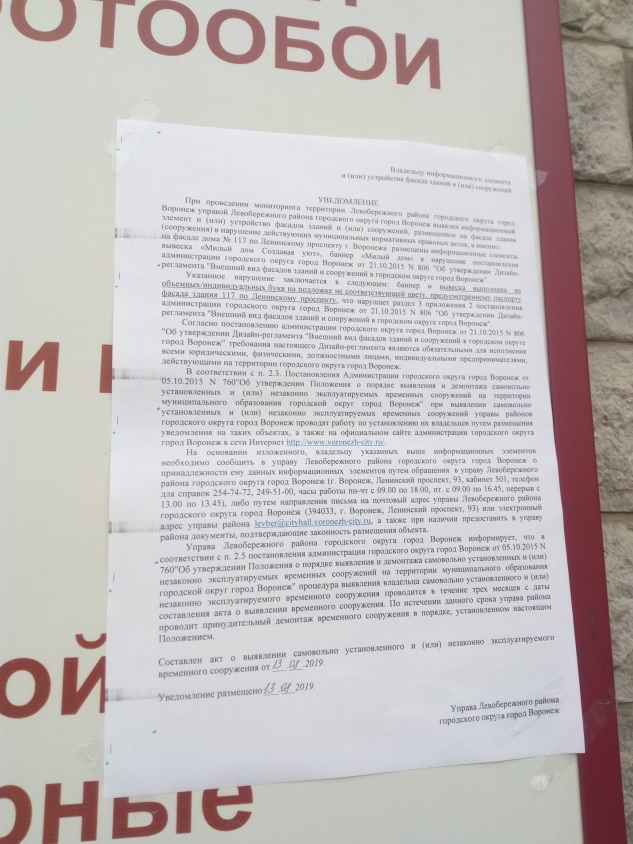 ФОТООБОИ
Владельцу информационного элемента
и (или) устройства фасада зданий и (или) сооружений
УВЕДОМЛЕНИЕ
При проведении мониторинга территории Левобережного района городского округа город
Воронеж управой Левобережного района городского округа город Воронеж выявлен информационный
элемент и (или) устройство фасадов зданий и (или) сооружений, размещенные на фасаде здания
(сооружения) в нарушение действующих муниципальных нормативных правовых актов, а именно:
на фасаде дома № 117 по Ленинскому проспекту г. Воронежа размещены информационные элементы
вывеска «Милый дом Создавая уют», баннер «Милый дом» в нарушение постановления
администрации городского округа город Воронеж от 21.10.2015 N 806 "Об утверждении Дизайн-
регламента "Внешний вид фасадов зданий и сооружений в городском округе город Воронеж".
Указанное нарушение заключается в следующем: баннер и вывеска выполнена из
объемных/индивидуальных букв на подложке не соответствующей цвету, предусмотренному паспорту
фасада здания 117 по Ленинскому проспекту, что нарушает раздел 3 приложения 2 постановления
администрации городского округа город Воронеж от 21.10.2015 N 806 "Об утверждении Дизайн-
регламента "Внешний вид фасадов зданий и сооружений в городском округе город Воронеж".
Согласно постановлению администрации городского округа город Воронеж от 21.10.2015 N 806
"Об утверждении Дизайн-регламента "Внешний вид фасадов зданий и сооружений в городском округе
город Воронеж" требования настоящего Дизайн-регламента являются обязательными для исполнения
всеми юридическими, физическими, должностными лицами, индивидуальными предпринимателями,
действующими на территории городского округа город Воронеж.
В соответствии с п. 2.3. Постановления Администрации городского округа город Воронеж от
05.10.2015 N 760"Об утверждении Положения о порядке выявления и демонтажа самовольно
установленных и (или) незаконно эксплуатируемых временных сооружений на территории
муниципального образования городской округ город Воронеж" при выявлении самовольно
установленных и (или) незаконно эксплуатируемых временных сооружений управы районов
городского округа город Воронеж проводят работу по установлению их владельцев путем размещения
уведомления на таких объектах, а также на официальном сайте администрации городского округа
город Воронеж в сети Интернет http://www.voronezh-city.ru/.
На основании изложенного, владельцу указанных выше информационных элементов
необходимо сообщить в управу Левобережного района городского округа город Воронеж о
принадлежности ему данных информационных элементов путем обращения в управу Левобережного
района городского округа город Воронеж (г. Воронеж, Ленинский проспект, 93, кабинет 501, телефон
для справок 254-74-72, 249-51-00, часы работы пн-чт с 09.00 по 18.00, пт. с 09.00 по 16.45, перерыв с
13.00 по 13.45), либо путем направления письма на почтовый адрес управы Левобережного района
городского округа город Воронеж (394033, г. Воронеж, Ленинский проспект, 93) или электронный
адрес управы района levber@cityhall.voronezh-city.ru, а также при наличии предоставить в управу
района документы, подтверждающие законность размещения объекта.
Управа Левобережного района городского округа город Воронеж информирует, что в
соответствии с п. 2.5 постановления администрации городского округа город Воронеж от 05.10.2015 N
760"Об утверждении Положения о порядке выявления и демонтажа самовольно установленных и (или)
незаконно эксплуатируемых временных сооружений на территории муниципального образования
городской округ город Воронеж" процедура выявления владельца самовольно установленного и (или)
незаконно эксплуатируемого временного сооружения проводится в течение трех месяцев с даты
составления акта о выявлении временного сооружения. По истечении данного срока управа района
проводит принудительный демонтаж временного сооружения в порядке, установленном настоящим
Положением.
Составлен акт о выявлении самовольно установленного и (или) незаконно эксплуатируемого
временного сооружения от 13 08 2019.
Уведомление размещено 13 08 2019.
Управа Левобережного района
городского округа город Воронеж
ой
рные